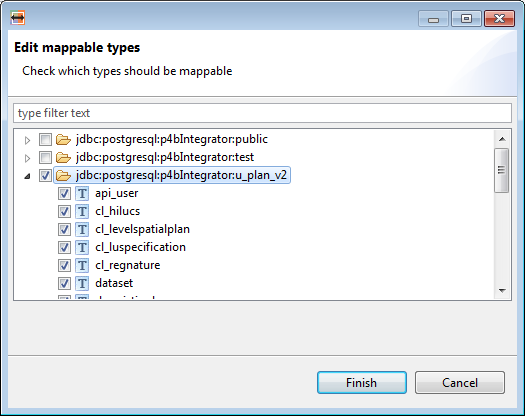 Edit mappable types
Check which types should be mappable
type filter text
jdbc:postgresql:p4bIntegrator:public
jdbc:postgresql:p4bIntegrator:test
jdbc:postgresql:p4bIntegrator:u_plan_v2
T api_user
T cl_hilucs
T cl_levelspatialplan
T cl_luspecification
T cl_regnature
T dataset
Finish Cancel